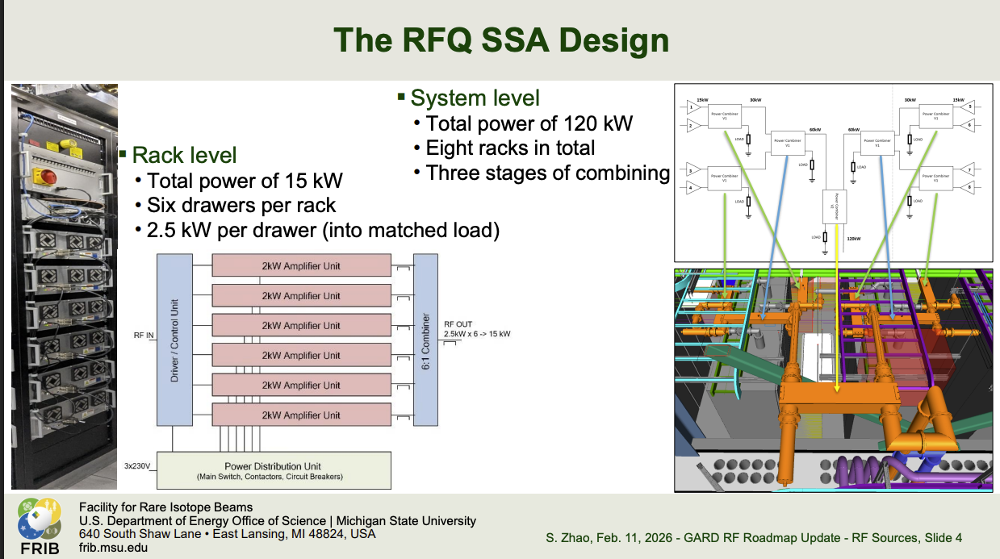 The RFQ SSA Design
▪ Rack level
• Total power of 15 kW
• Six drawers per rack
• 2.5 kW per drawer (into matched load)
▪ System level
• Total power of 120 kW
• Eight racks in total
• Three stages of combining
RF IN
Driver / Control Unit
2kW Amplifier Unit
2kW Amplifier Unit
2kW Amplifier Unit
2kW Amplifier Unit
2kW Amplifier Unit
2kW Amplifier Unit
6:1 Combiner
RF OUT
2.5kW x 6 -> 15 kW
3x230V
Power Distribution Unit
(Main Switch, Contactors, Circuit Breakers)
15kW
30kW
30kW
15kW
1
2
Power Combiner
V1
LOAD
60kW
60kW
Power Combiner
V1
LOAD
Power Combiner
V1
LOAD
Power Combiner
V1
LOAD
5
6
3
4
Power Combiner
V1
LOAD
Power Combiner
V2
LOAD
120kW
Power Combiner
V1
LOAD
7
8
FRIB
Facility for Rare Isotope Beams
U.S. Department of Energy Office of Science | Michigan State University
640 South Shaw Lane • East Lansing, MI 48824, USA
frib.msu.edu
S. Zhao, Feb. 11, 2026 - GARD RF Roadmap Update - RF Sources, Slide 4